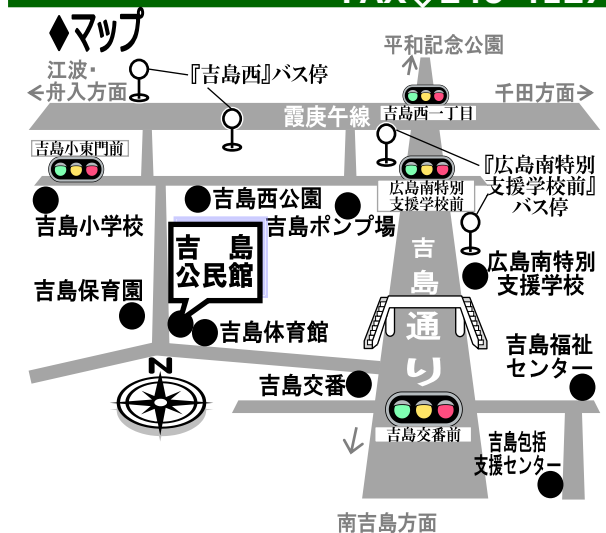 ◆マップ
平和記念公園
江波・
舟入方面
『吉島西』バス停
千田方面
霞庚午線
吉島西一丁目
吉島小東門前
『広島南特別
支援学校前』
バス停
広島南特別
支援学校前
吉島小学校
吉島西公園
吉島ポンプ場
吉島
公民館
吉島通り
広島南特別
支援学校
吉島保育園
吉島体育館
吉島福祉
センター
N
吉島交番
吉島交番前
吉島包括
支援センター
南吉島方面